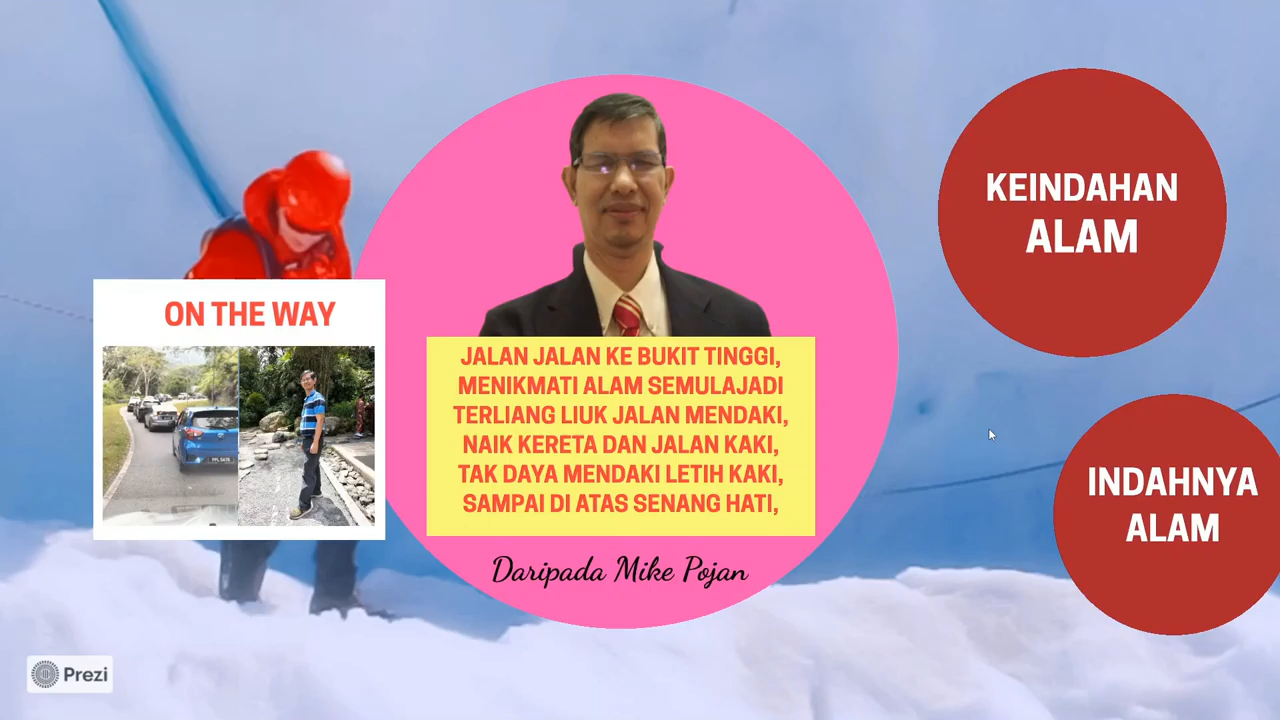 ON THE WAY
JALAN JALAN KE BUKIT TINGGI,
MENIKMATI ALAM SEMULAJADI
TERLIANG LIUK JALAN MENDAKI,
NAIK KERETA DAN JALAN KAKI,
TAK DAYA MENDAKI LETIH KAKI,
SAMPAI DI ATAS SENANG HATI,
Daripada Mike Pojan
KEINDAHAN
ALAM
INDAHNYA
ALAM
Prezi